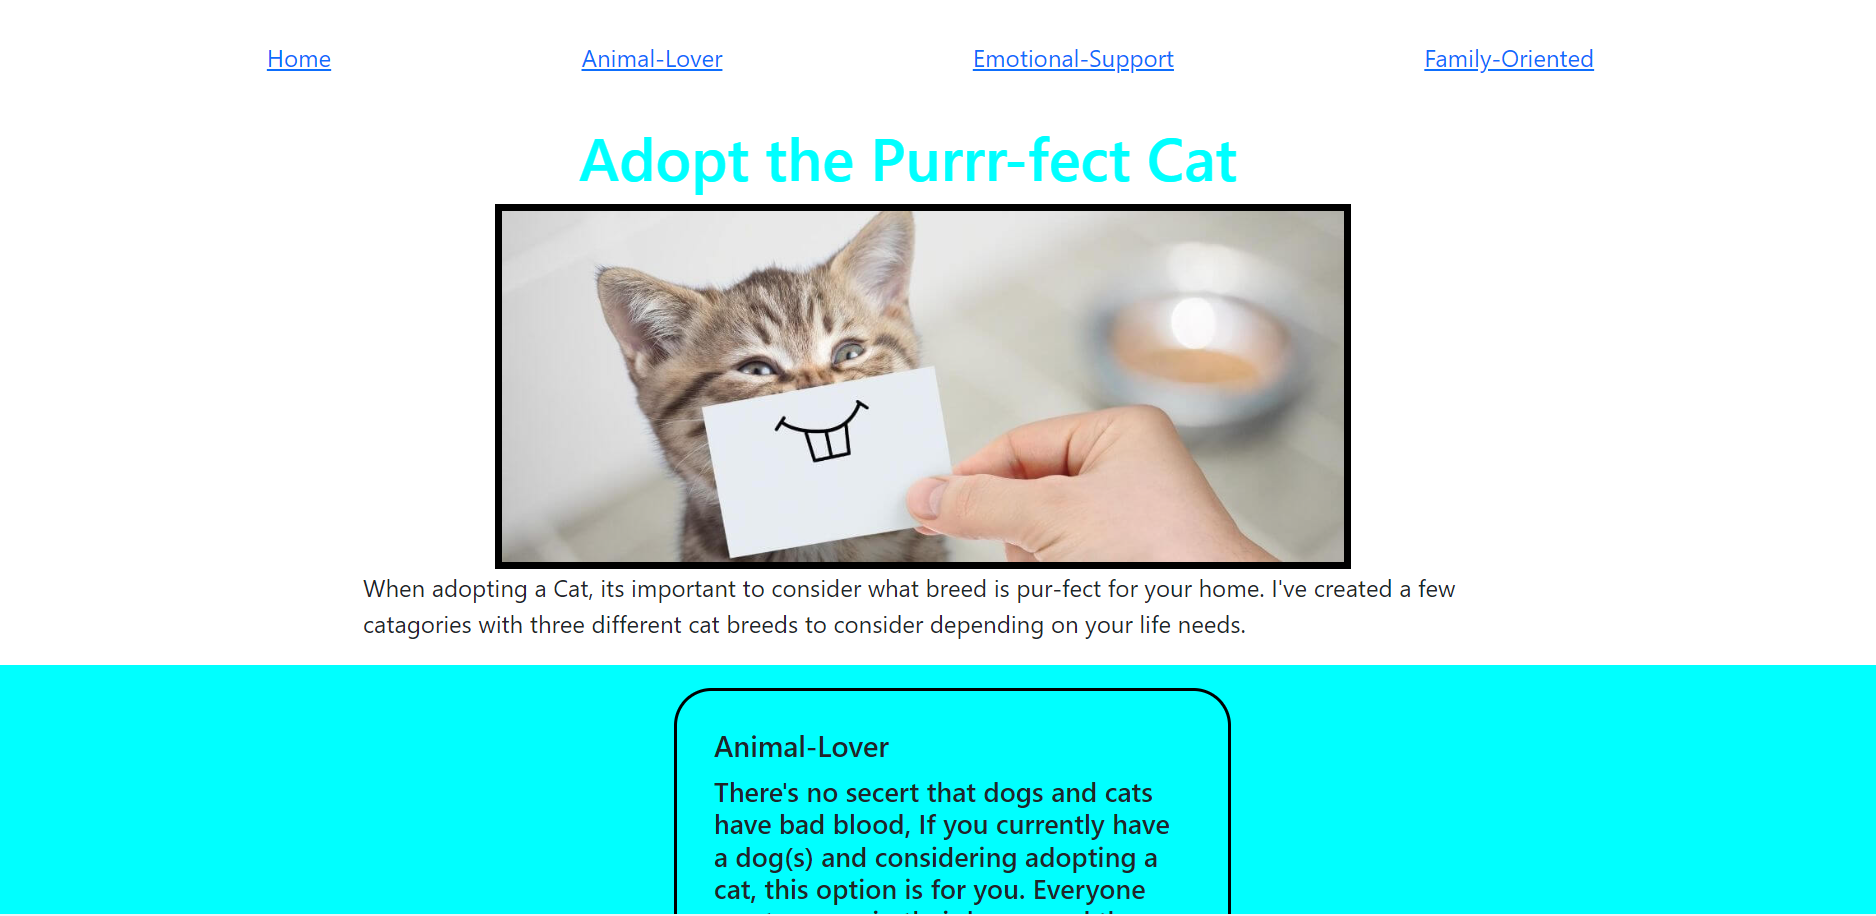 Home Animal-Lover Emotional-Support Family-Oriented
Adopt the Purrr-fect Cat
When adopting a Cat, its important to consider what breed is pur-fect for your home. I've created a few
catagories with three different cat breeds to consider depending on your life needs.
Animal-Lover
There's no secert that dogs and cats
have bad blood, If you currently have
a dog(s) and considering adopting a
cat, this option is for you. Everyone